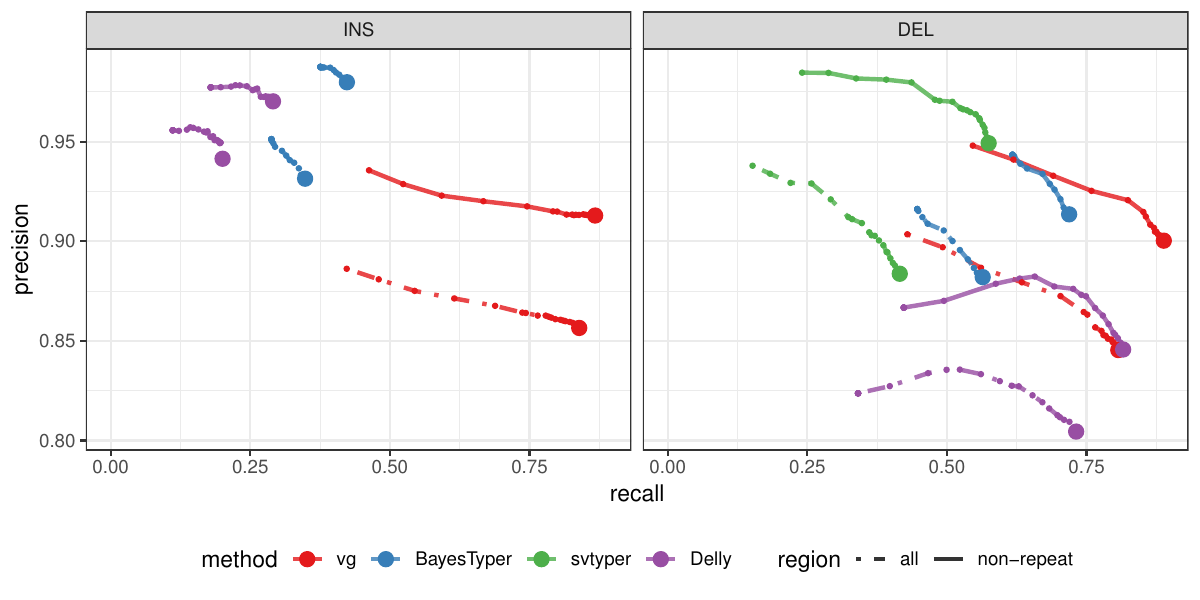 INS
DEL
precision
0.95
0.90
0.85
0.80
0.00 0.25 0.50 0.75
0.00 0.25 0.50 0.75
recall
method vg BayesTyper svtyper Delly region all non−repeat